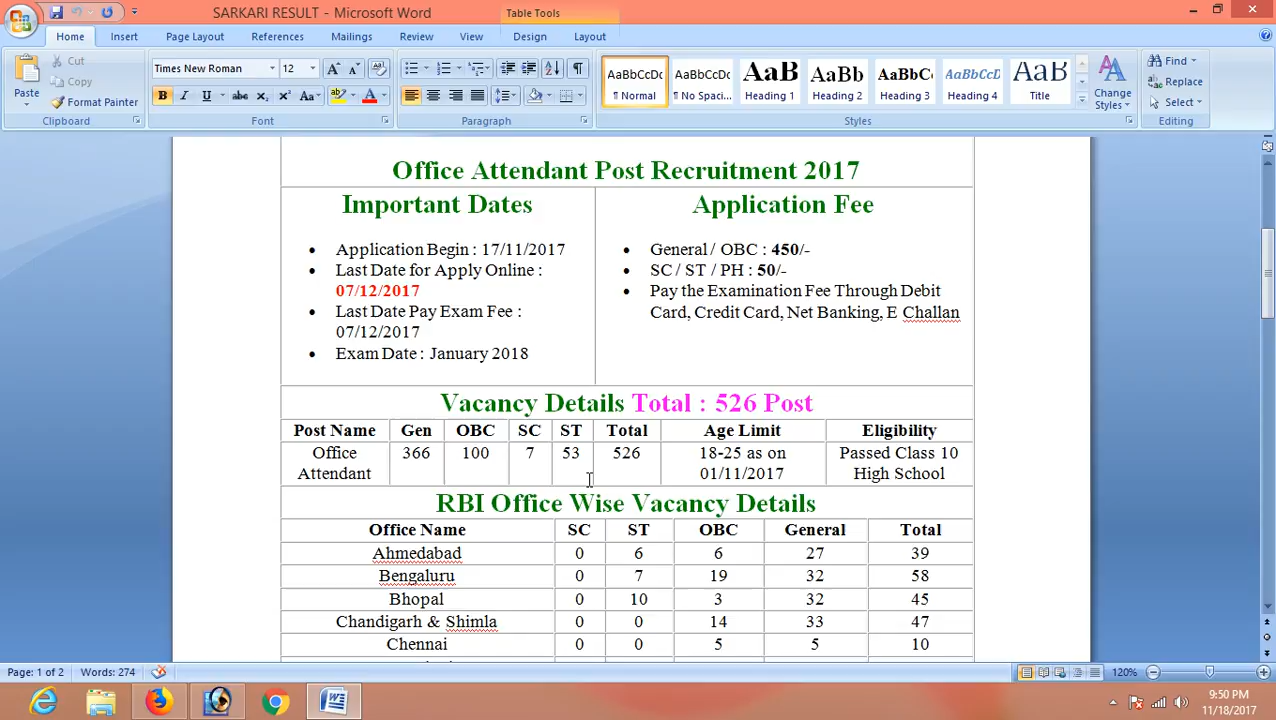 SARKARI RESULT - Microsoft Word
Table Tools
Home Insert Page Layout References Mailings Review View Design Layout
Cut
Copy
Format Painter
Paste
Clipboard
Times New Roman 12
B I U abc X₂ X² Aa
Font
Paragraph
AaBbCcDc AaBbCcDc AaB AaBbC AaBbCc AaBbCcD AaB
¶ Normal ¶ No Spaci... Heading 1 Heading 2 Heading 3 Heading 4 Title
Change Styles
Styles
Find
Replace
Select
Editing
Office Attendant Post Recruitment 2017
Important Dates
• Application Begin : 17/11/2017
• Last Date for Apply Online :
07/12/2017
• Last Date Pay Exam Fee :
07/12/2017
• Exam Date : January 2018
Application Fee
• General / OBC : 450/-
• SC / ST / PH : 50/-
• Pay the Examination Fee Through Debit
Card, Credit Card, Net Banking, E Challan
Vacancy Details Total : 526 Post
Post Name Gen OBC SC ST Total Age Limit Eligibility
Office Attendant 366 100 7 53 526 18-25 as on 01/11/2017 Passed Class 10 High School
RBI Office Wise Vacancy Details
Office Name SC ST OBC General Total
Ahmedabad 0 6 6 27 39
Bengaluru 0 7 19 32 58
Bhopal 0 10 3 32 45
Chandigarh & Shimla 0 0 14 33 47
Chennai 0 0 5 5 10
Page: 1 of 2 Words: 274 120%
9:50 PM
11/18/2017